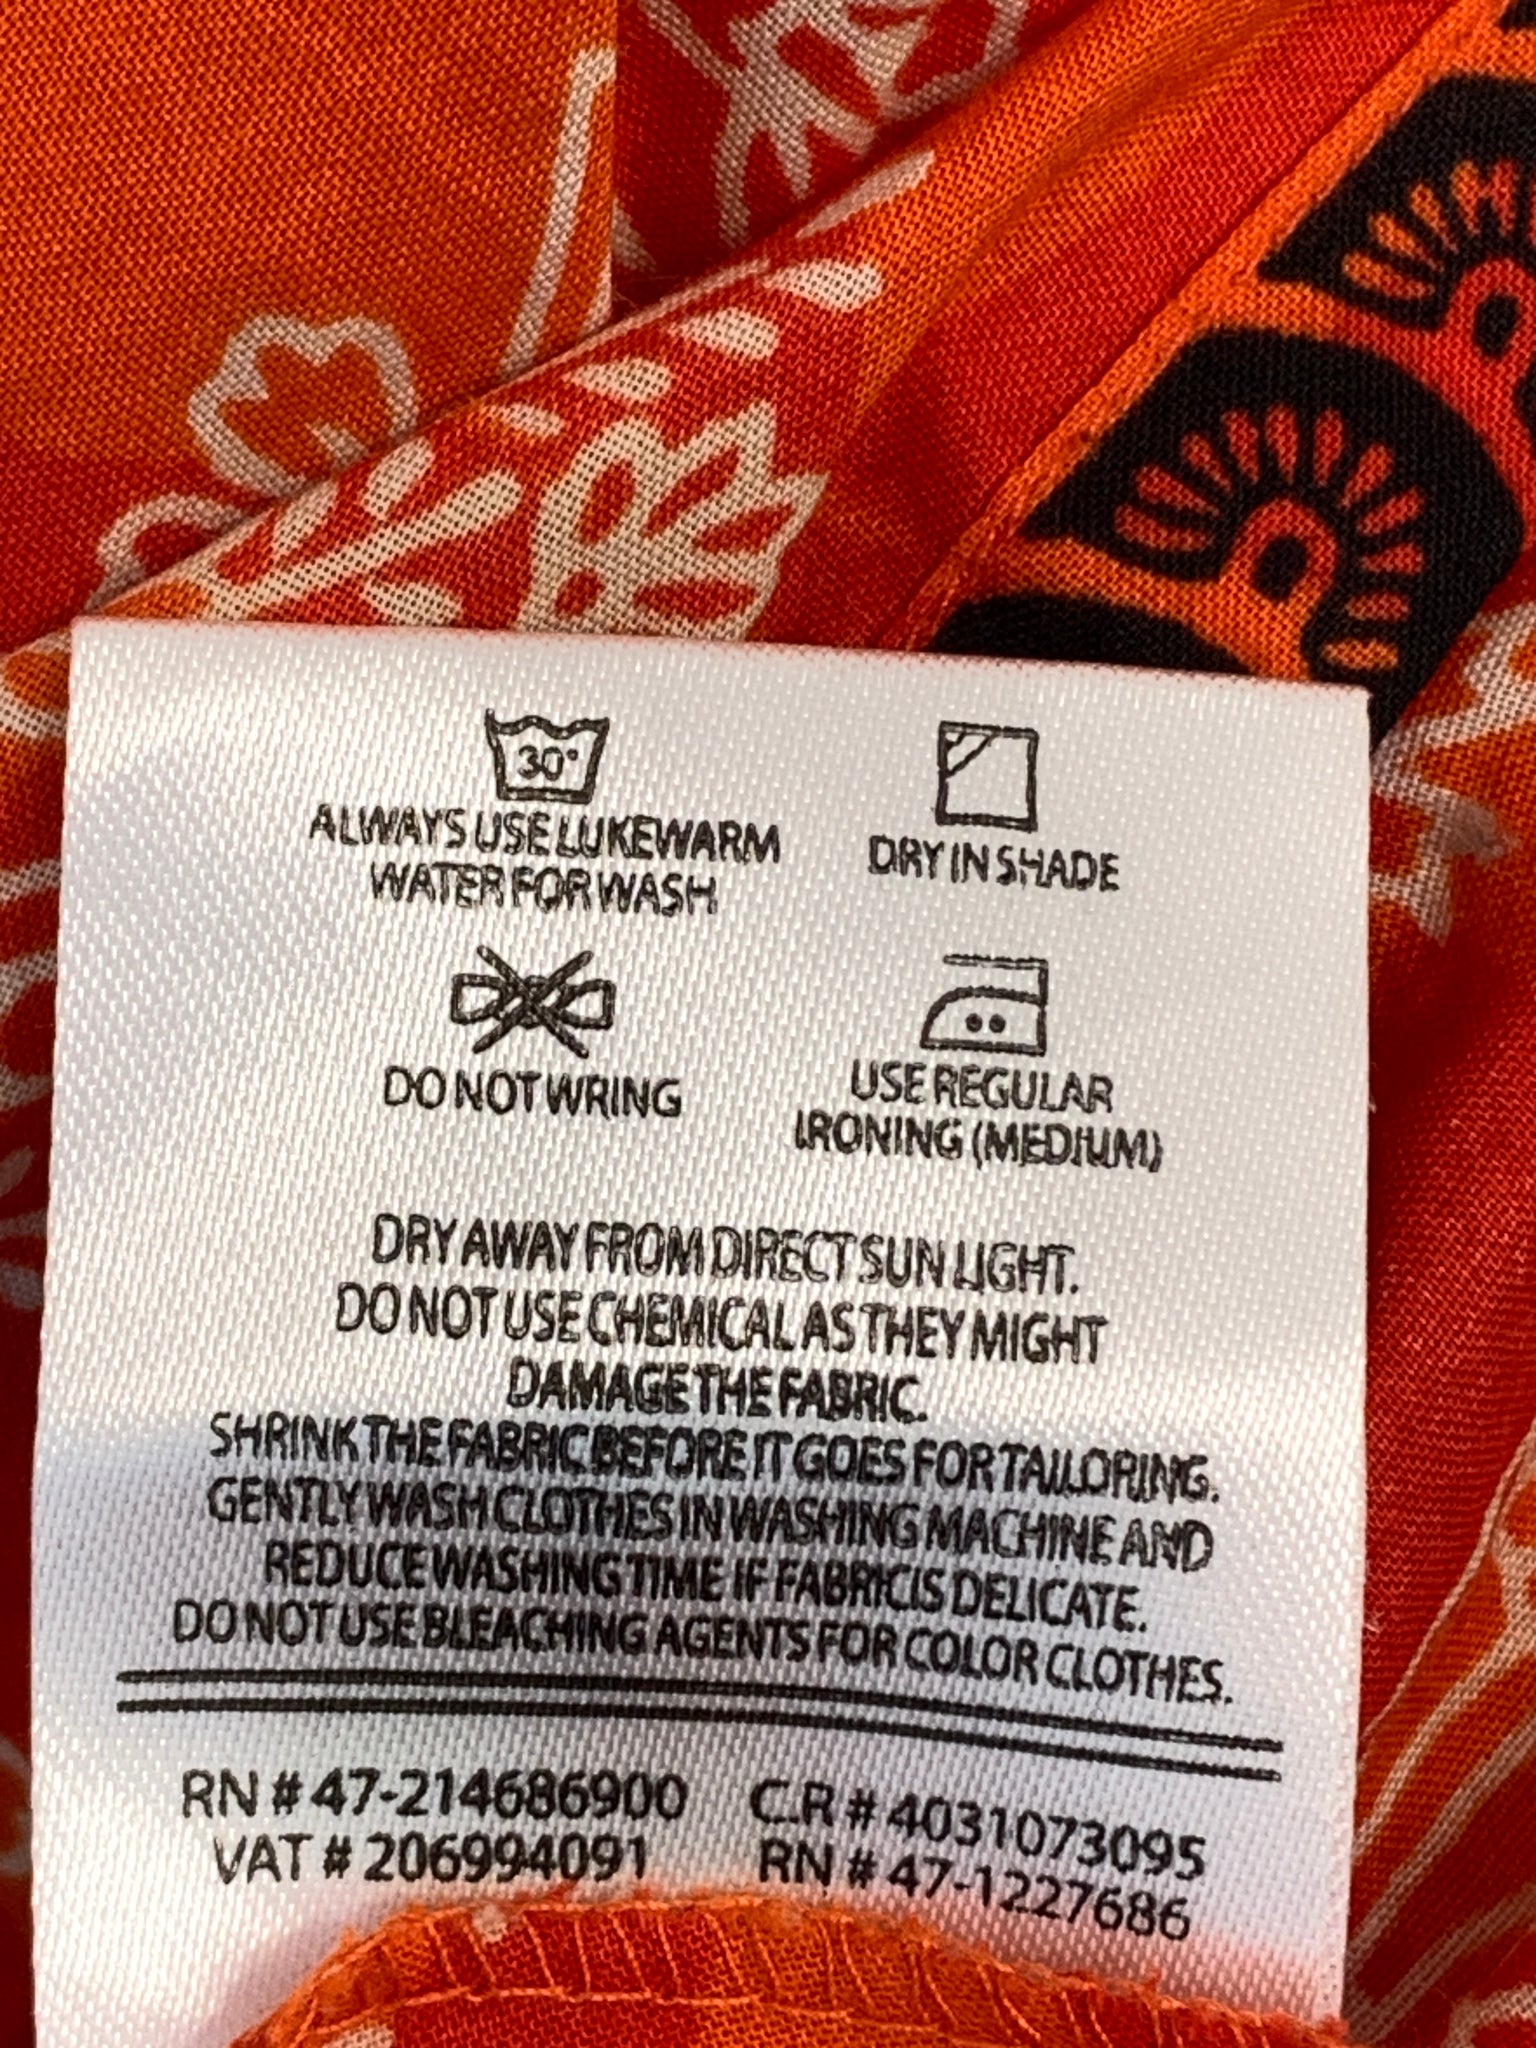 30°
ALWAYS USE LUKEWARM
WATER FOR WASH
DRY IN SHADE
DO NOT WRING
USE REGULAR
IRONING (MEDIUM)
DRY AWAY FROM DIRECT SUN LIGHT.
DO NOT USE CHEMICAL AS THEY MIGHT
DAMAGE THE FABRIC.
SHRINK THE FABRIC BEFORE IT GOES FOR TAILORING.
GENTLY WASH CLOTHES IN WASHING MACHINE AND
REDUCE WASHING TIME IF FABRIC IS DELICATE.
DO NOT USE BLEACHING AGENTS FOR COLOR CLOTHES.
RN # 47-214686900 C.R # 4031073095
VAT # 206994091 RN # 47-1227686